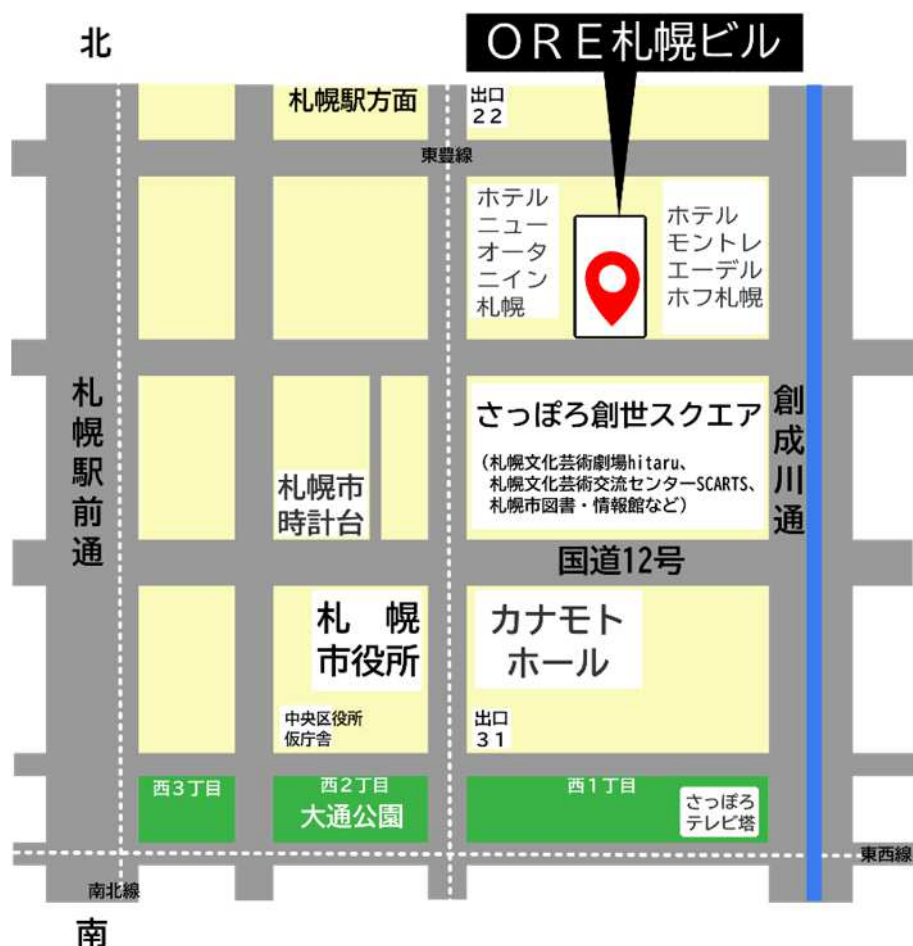 北
ＯＲＥ札幌ビル
札幌駅方面
出口
２２
東豊線
ホテル
ニュー
オータ
ニイン
札幌
ホテル
モントレ
エーデル
ホフ札幌
札幌駅前通
さっぽろ創世スクエア
（札幌文化芸術劇場hitaru、
札幌文化芸術交流センターSCARTS、
札幌市図書・情報館など）
創成川通
札幌市
時計台
国道12号
札　幌
市役所
カナモト
ホール
中央区役所
仮庁舎
出口
３１
西３丁目
西２丁目
大通公園
西１丁目
さっぽろ
テレビ塔
東西線
南北線
南